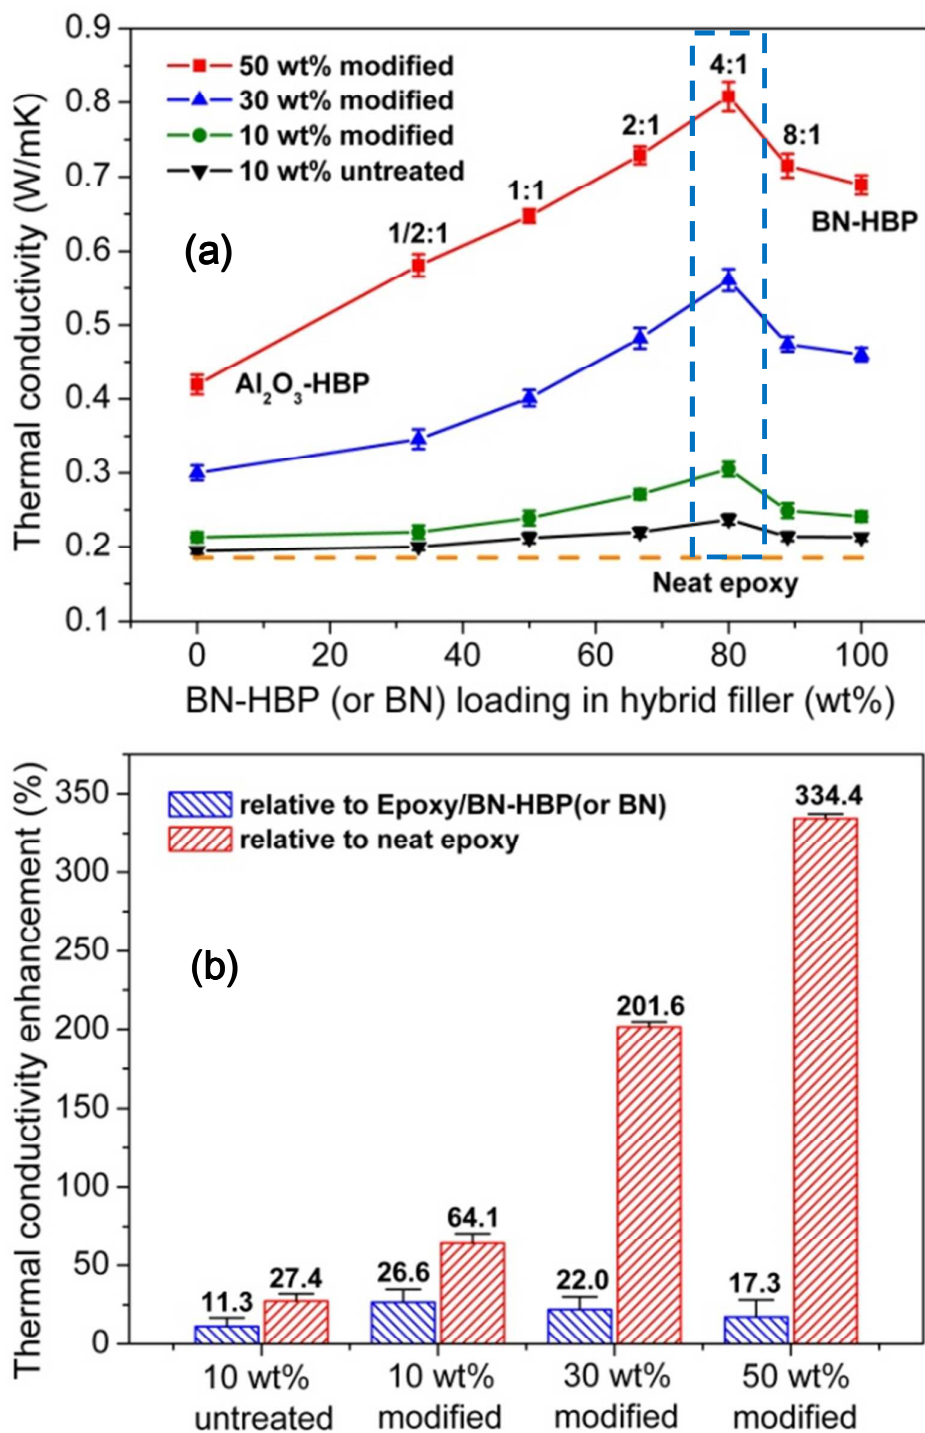 0.9
0.8
0.7
0.6
0.5
0.4
0.3
0.2
0.1
Thermal conductivity (W/mK)
50 wt% modified
30 wt% modified
10 wt% modified
10 wt% untreated
(a)
1/2:1
1:1
2:1
4:1
8:1
BN-HBP
Al₂O₃-HBP
Neat epoxy
0 20 40 60 80 100
BN-HBP (or BN) loading in hybrid filler (wt%)
350
300
250
200
150
100
50
0
Thermal conductivity enhancement (%)
relative to Epoxy/BN-HBP(or BN)
relative to neat epoxy
(b)
11.3
27.4
26.6
64.1
22.0
201.6
17.3
334.4
10 wt% 10 wt% 30 wt% 50 wt%
untreated modified modified modified